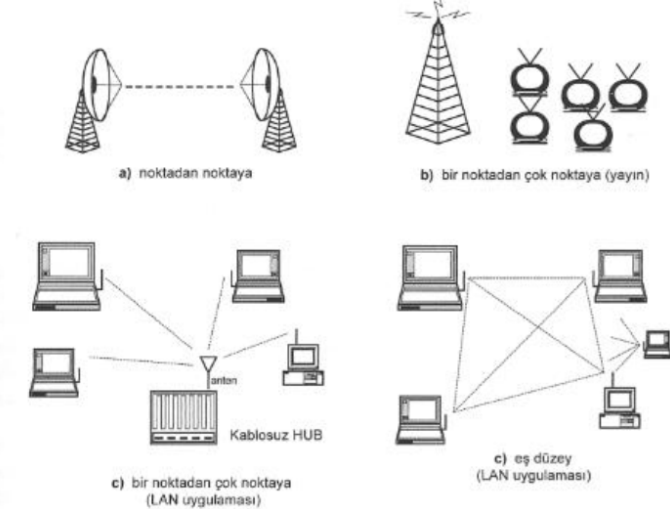 a) noktadan noktaya
b) bir noktadan çok noktaya (yayın)
anten
Kablosuz HUB
c) bir noktadan çok noktaya
(LAN uygulaması)
c) eş düzey
(LAN uygulaması)